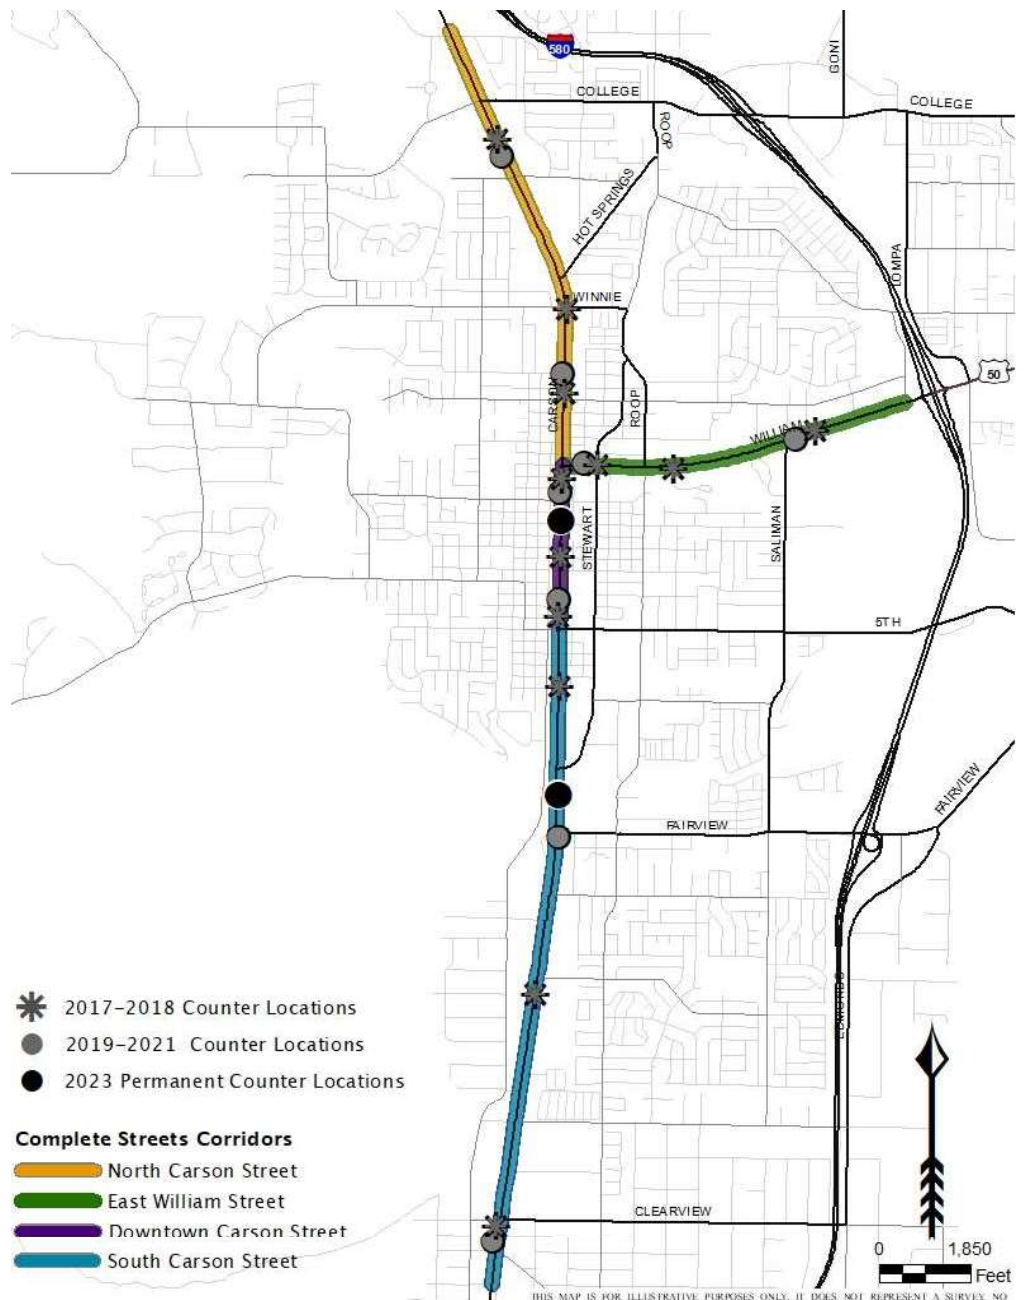 580
GONI
COLLEGE
COLLEGE
ROOP
HOT SPRINGS
LOMPA
WINNIE
50
CARSON
ROOP
WILLIAM
STEWART
SALIMAN
5TH
FAIRVIEW
FAIRVIEW
2017-2018 Counter Locations
2019-2021 Counter Locations
2023 Permanent Counter Locations
Complete Streets Corridors
North Carson Street
East William Street
Downtown Carson Street
South Carson Street
CLEARVIEW
0 1,850
Feet
THIS MAP IS FOR ILLUSTRATIVE PURPOSES ONLY. IT DOES NOT REPRESENT A SURVEY. NO